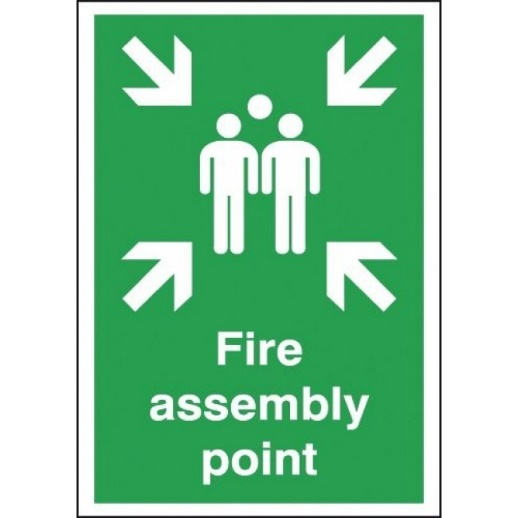 Fire
assembly
point